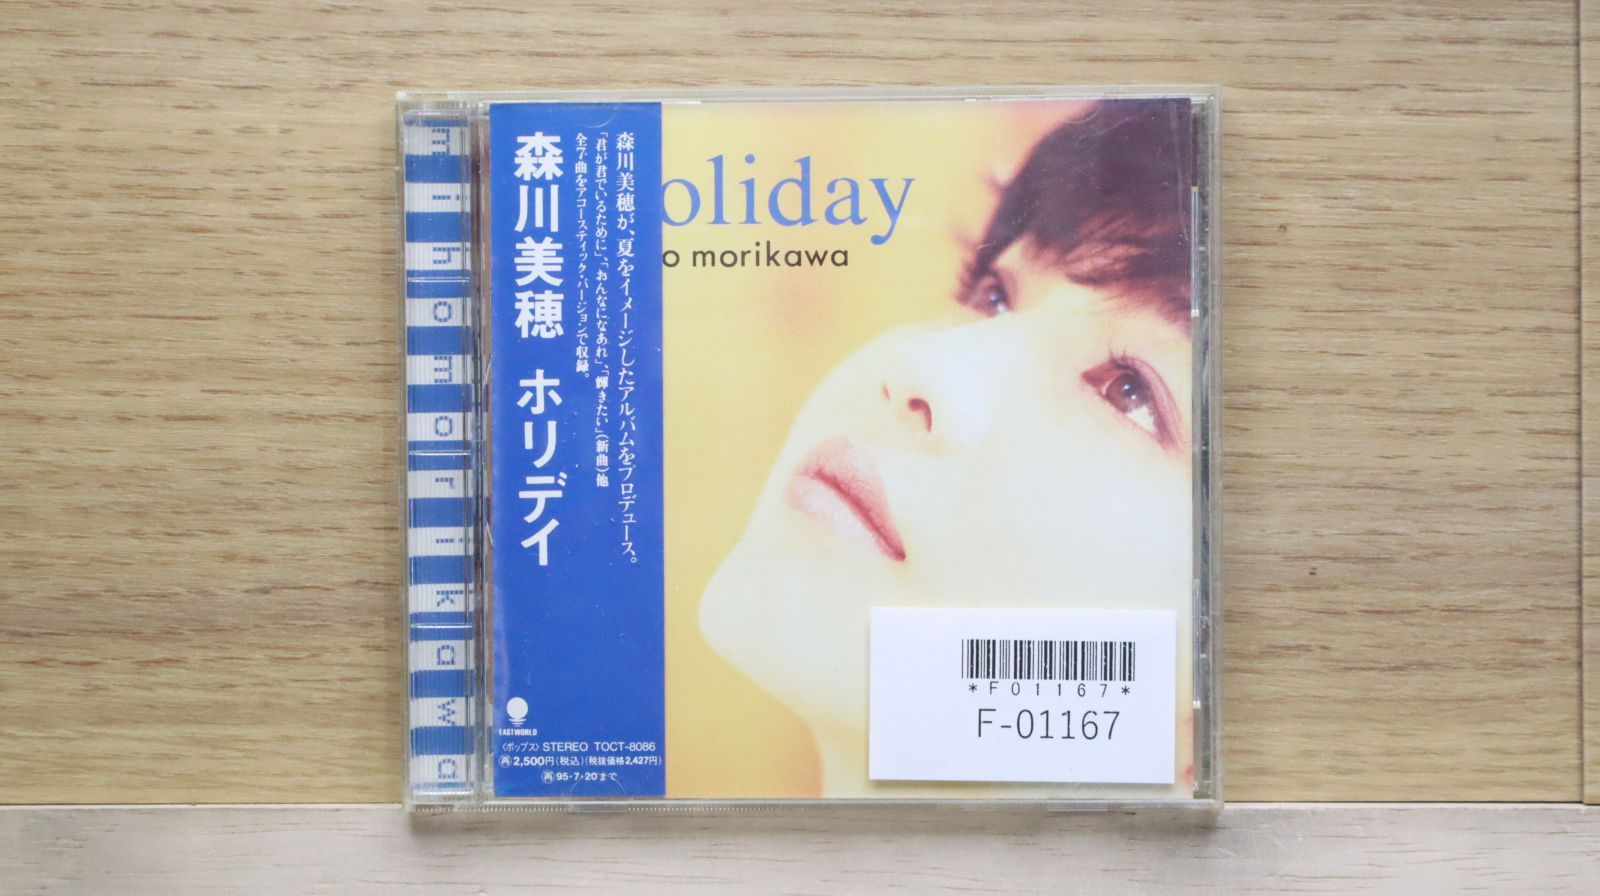 mihomorikawa
森川美穂 ホリデイ
森川美穂が、夏をイメージしたアルバムをプロデュース。
「君が君でいるために」、「おんなになあれ」、「輝きたい」(新曲)他
全7曲をアコースティック・バージョンで収録。
EASTWORLD
〈ポップス〉 STEREO TOCT-8086
再 2,500円(税込)(税抜価格2,427円)
再 95・7・20まで
oliday
o morikawa
*F01167*
F-01167